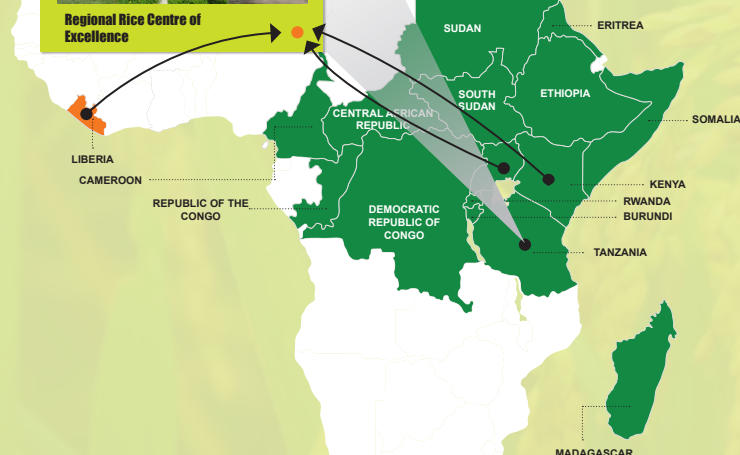 Regional Rice Centre of
Excellence
SUDAN
ERITREA
SOUTH
SUDAN
ETHIOPIA
SOMALIA
CENTRAL AFRICAN
REPUBLIC
LIBERIA
CAMEROON
KENYA
REPUBLIC OF THE
CONGO
RWANDA
BURUNDI
DEMOCRATIC
REPUBLIC OF
CONGO
TANZANIA
MADAGASCAR